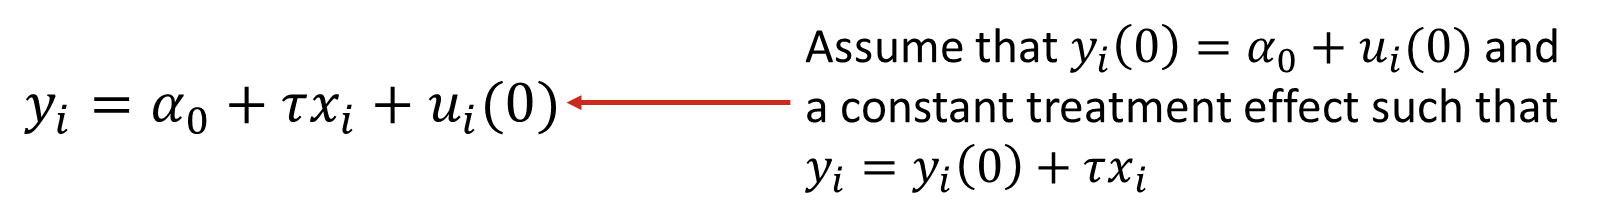 yᵢ = α₀ + τxᵢ + uᵢ(0)
Assume that yᵢ(0) = α₀ + uᵢ(0) and
a constant treatment effect such that
yᵢ = yᵢ(0) + τxᵢ